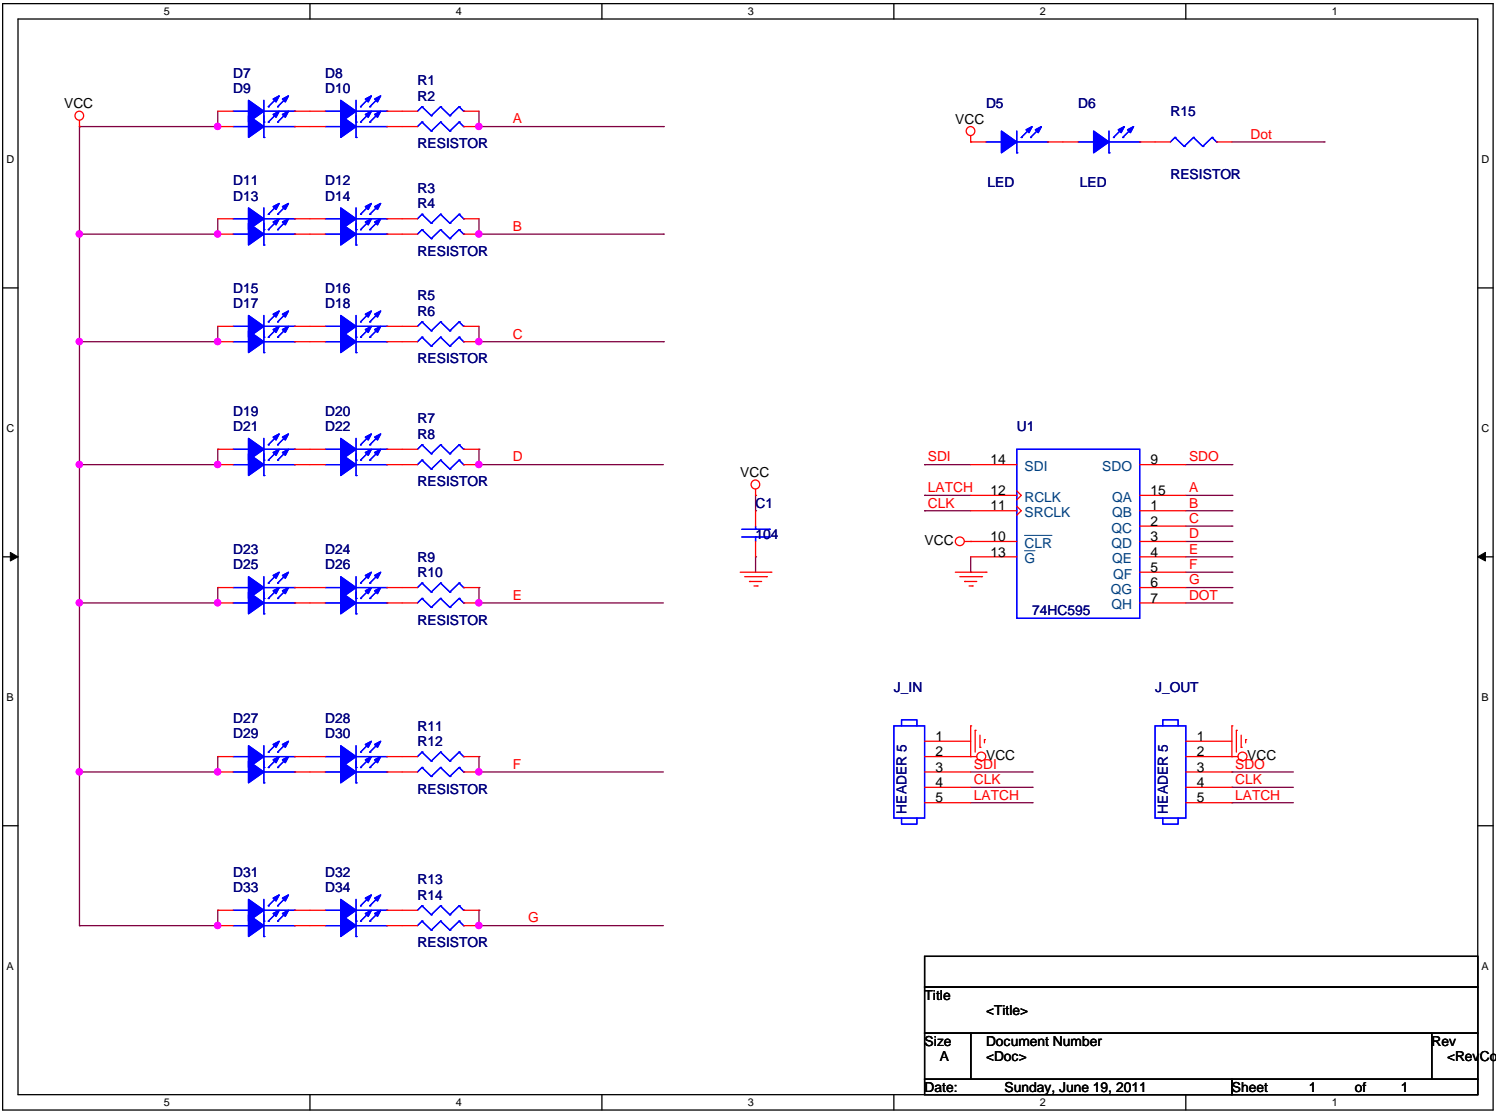 5 4 3 2 1
D
D
C
C
B
B
A
A
VCC
D7
D9
D8
D10
R1
R2
RESISTOR
A
D11
D13
D12
D14
R3
R4
RESISTOR
B
D15
D17
D16
D18
R5
R6
RESISTOR
C
D19
D21
D20
D22
R7
R8
RESISTOR
D
D23
D25
D24
D26
R9
R10
RESISTOR
E
D27
D29
D28
D30
R11
R12
RESISTOR
F
D31
D33
D32
D34
R13
R14
RESISTOR
G
VCC
D5
LED
D6
LED
R15
RESISTOR
Dot
VCC
C1
104
U1
SDI 14 SDI SDO 9 SDO
LATCH 12 RCLK QA 15 A
CLK 11 SRCLK QB 1 B
QC 2 C
VCC 10 CLR QD 3 D
13 G QE 4 E
QF 5 F
QG 6 G
QH 7 DOT
74HC595
J_IN
HEADER 5
1
2 VCC
3 SDI
4 CLK
5 LATCH
J_OUT
HEADER 5
1
2 VCC
3 SDO
4 CLK
5 LATCH
Title
<Title>
Size
A
Document Number
<Doc>
Rev
<RevCo
Date: Sunday, June 19, 2011 Sheet 1 of 1
5 4 3 2 1